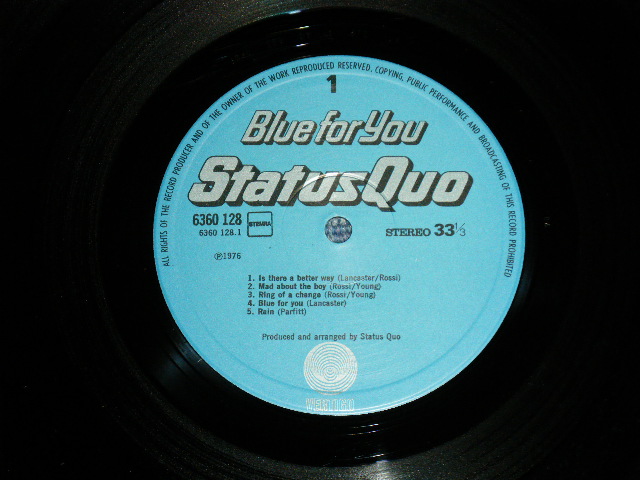 ALL RIGHTS OF THE RECORD PRODUCER AND OF THE OWNER OF THE WORK REPRODUCED RESERVED. COPYING, PUBLIC PERFORMANCE AND BROADCASTING OF THIS RECORD PROHIBITED
1
Blue for You
Status Quo
6360 128 STEMRA
6360 128.1
STEREO 33⅓
℗1976
1. Is there a better way (Lancaster/Rossi)
2. Mad about the boy (Rossi/Young)
3. Ring of a change (Rossi/Young)
4. Blue for you (Lancaster)
5. Rain (Parfitt)
Produced and arranged by Status Quo
VERTIGO